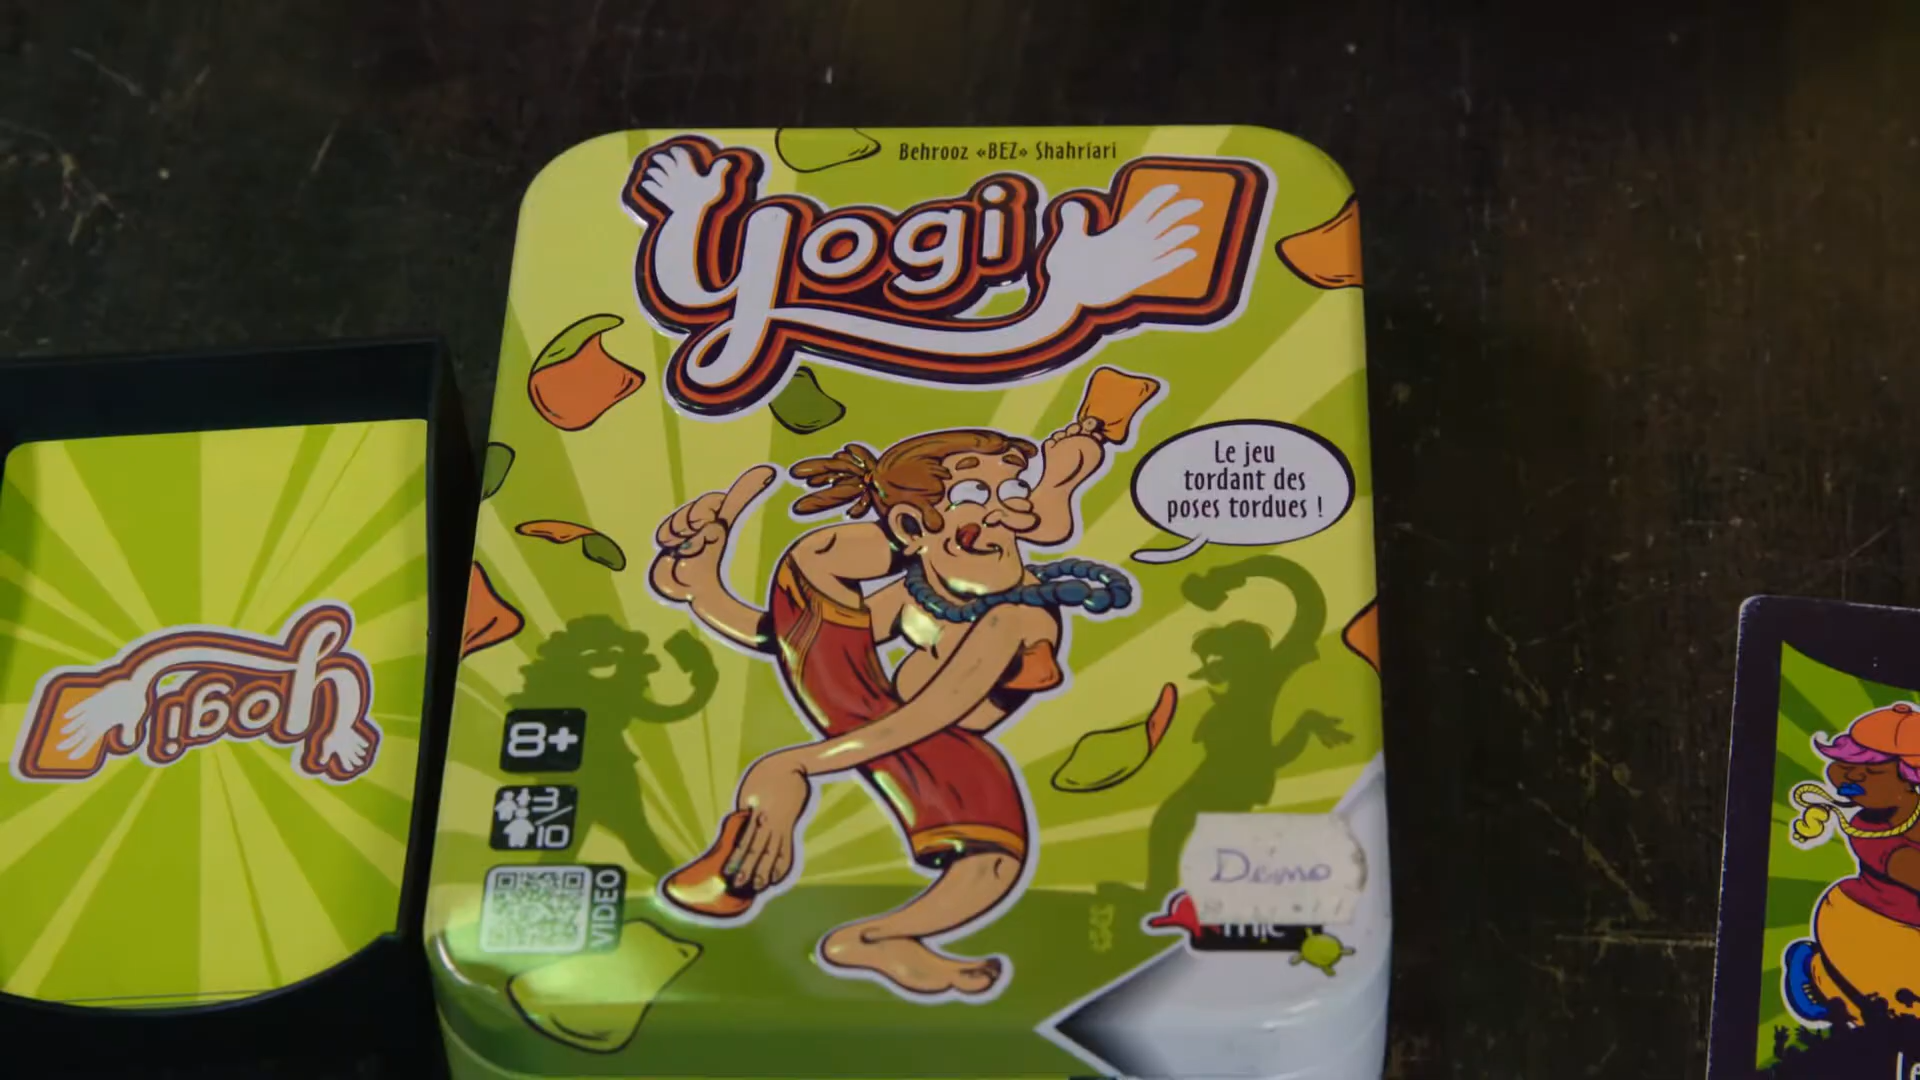 Behrooz «BEZ» Shahriari
Yogi
Le jeu
tordant des
poses tordues !
8+
3/10
VIDEO
Demo
Yogi